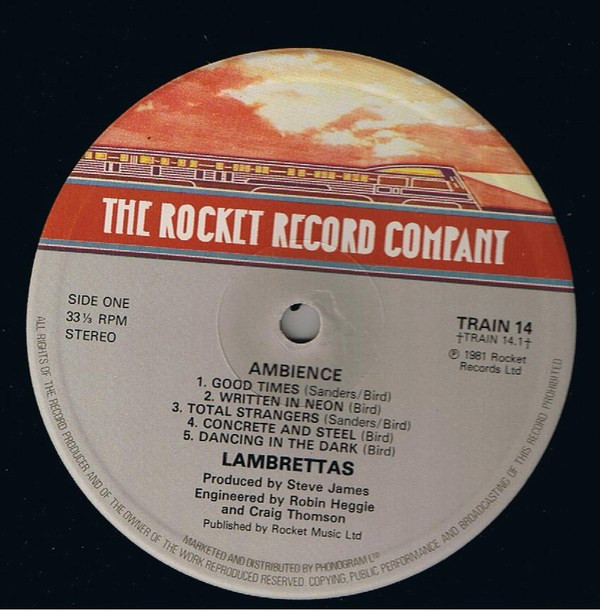 THE ROCKET RECORD COMPANY
SIDE ONE
33⅓ RPM
STEREO
TRAIN 14
†TRAIN 14.1†
℗ 1981 Rocket
Records Ltd
AMBIENCE
1. GOOD TIMES (Sanders/Bird)
2. WRITTEN IN NEON (Bird)
3. TOTAL STRANGERS (Sanders/Bird)
4. CONCRETE AND STEEL (Bird)
5. DANCING IN THE DARK (Bird)
LAMBRETTAS
Produced by Steve James
Engineered by Robin Heggie
and Craig Thomson
Published by Rocket Music Ltd
MARKETED AND DISTRIBUTED BY PHONOGRAM LTD
ALL RIGHTS OF THE RECORD PRODUCER AND OF THE OWNER OF THE WORK REPRODUCED RESERVED. COPYING, PUBLIC PERFORMANCE AND BROADCASTING OF THIS RECORD PROHIBITED